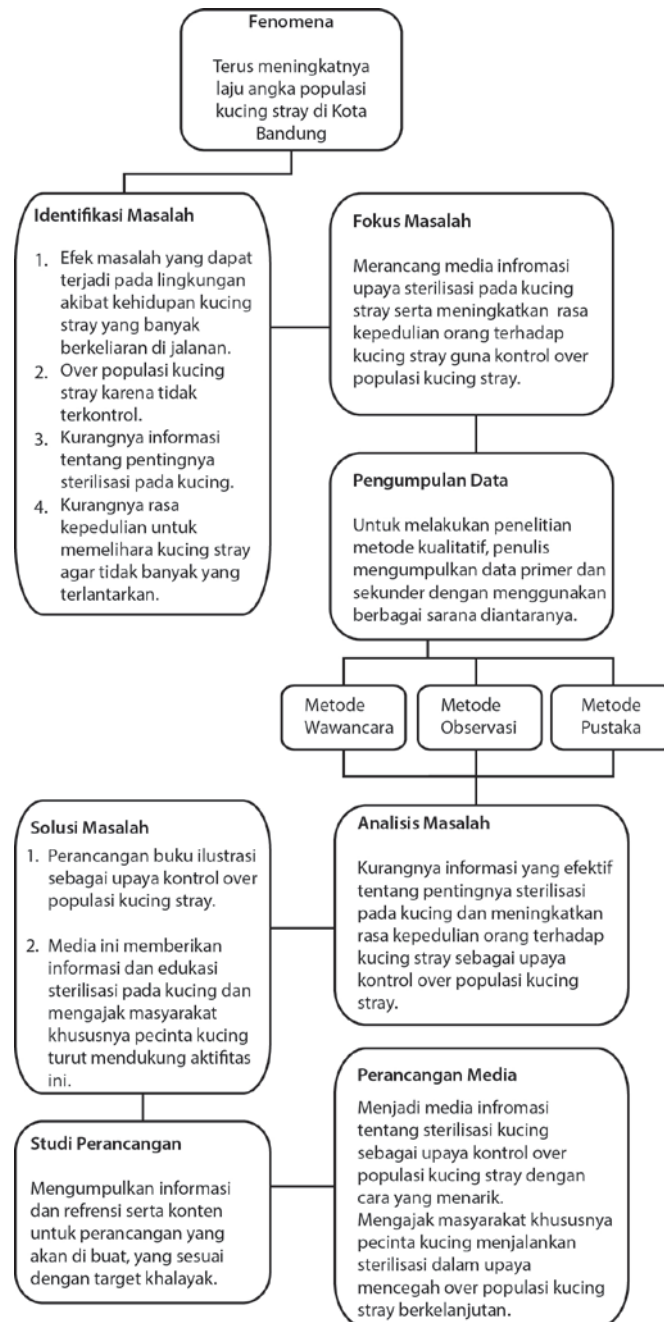 Fenomena
Terus meningkatnya
laju angka populasi
kucing stray di Kota
Bandung
Identifikasi Masalah
1. Efek masalah yang dapat
terjadi pada lingkungan
akibat kehidupan kucing
stray yang banyak
berkeliaran di jalanan.
2. Over populasi kucing
stray karena tidak
terkontrol.
3. Kurangnya informasi
tentang pentingnya
sterilisasi pada kucing.
4. Kurangnya rasa
kepedulian untuk
memelihara kucing stray
agar tidak banyak yang
terlantarkan.
Fokus Masalah
Merancang media infromasi
upaya sterilisasi pada kucing
stray serta meningkatkan rasa
kepedulian orang terhadap
kucing stray guna kontrol over
populasi kucing stray.
Pengumpulan Data
Untuk melakukan penelitian
metode kualitatif, penulis
mengumpulkan data primer dan
sekunder dengan menggunakan
berbagai sarana diantaranya.
Metode
Wawancara
Metode
Observasi
Metode
Pustaka
Analisis Masalah
Kurangnya informasi yang efektif
tentang pentingnya sterilisasi
pada kucing dan meningkatkan
rasa kepedulian orang terhadap
kucing stray sebagai upaya
kontrol over populasi kucing
stray.
Solusi Masalah
1. Perancangan buku ilustrasi
sebagai upaya kontrol over
populasi kucing stray.
2. Media ini memberikan
informasi dan edukasi
sterilisasi pada kucing dan
mengajak masyarakat
khususnya pecinta kucing
turut mendukung aktifitas
ini.
Studi Perancangan
Mengumpulkan informasi
dan refrensi serta konten
untuk perancangan yang
akan di buat, yang sesuai
dengan target khalayak.
Perancangan Media
Menjadi media infromasi
tentang sterilisasi kucing
sebagai upaya kontrol over
populasi kucing stray dengan
cara yang menarik.
Mengajak masyarakat khususnya
pecinta kucing menjalankan
sterilisasi dalam upaya
mencegah over populasi kucing
stray berkelanjutan.